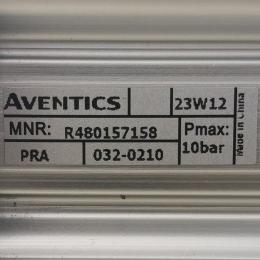 AVENTICS 23W12
MNR: R480157158 Pmax:
PRA 032-0210 10bar
Made in China